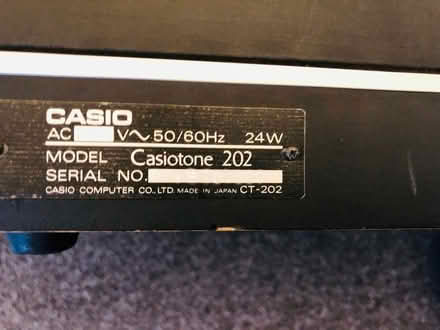 CASIO
AC V∿50/60Hz 24W
MODEL Casiotone 202
SERIAL NO.
CASIO COMPUTER CO., LTD. MADE IN JAPAN CT-202